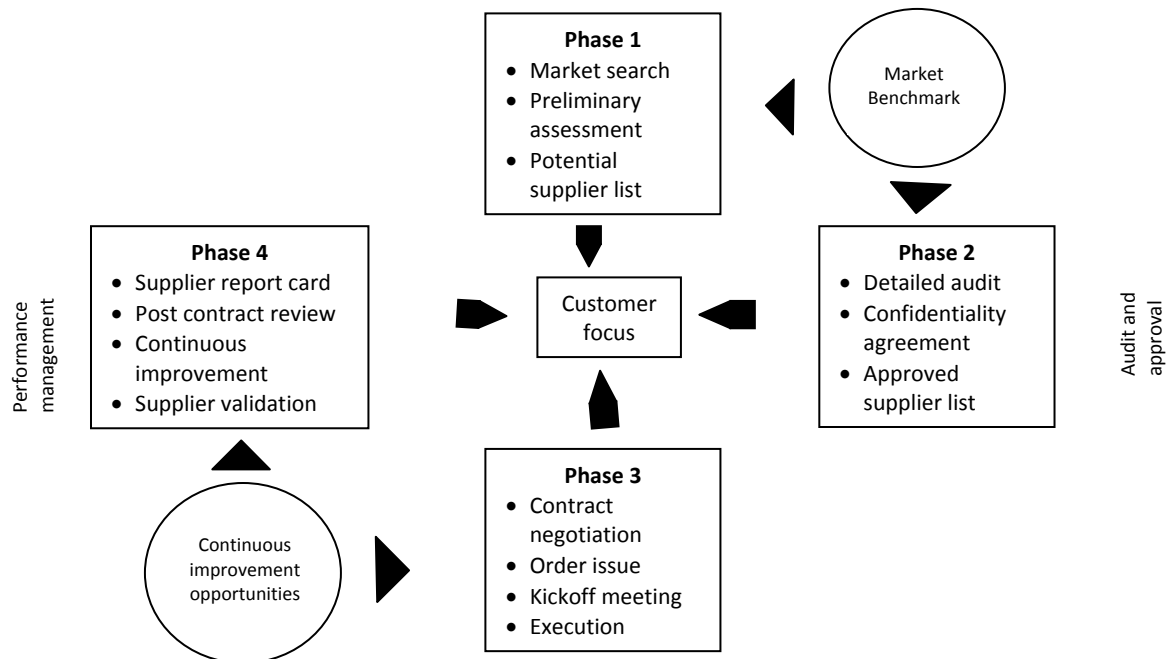 Phase 1
• Market search
• Preliminary
assessment
• Potential
supplier list
Market
Benchmark
Phase 4
• Supplier report card
• Post contract review
• Continuous
improvement
• Supplier validation
Performance
management
Customer
focus
Phase 2
• Detailed audit
• Confidentiality
agreement
• Approved
supplier list
Audit and
approval
Phase 3
• Contract
negotiation
• Order issue
• Kickoff meeting
• Execution
Continuous
improvement
opportunities